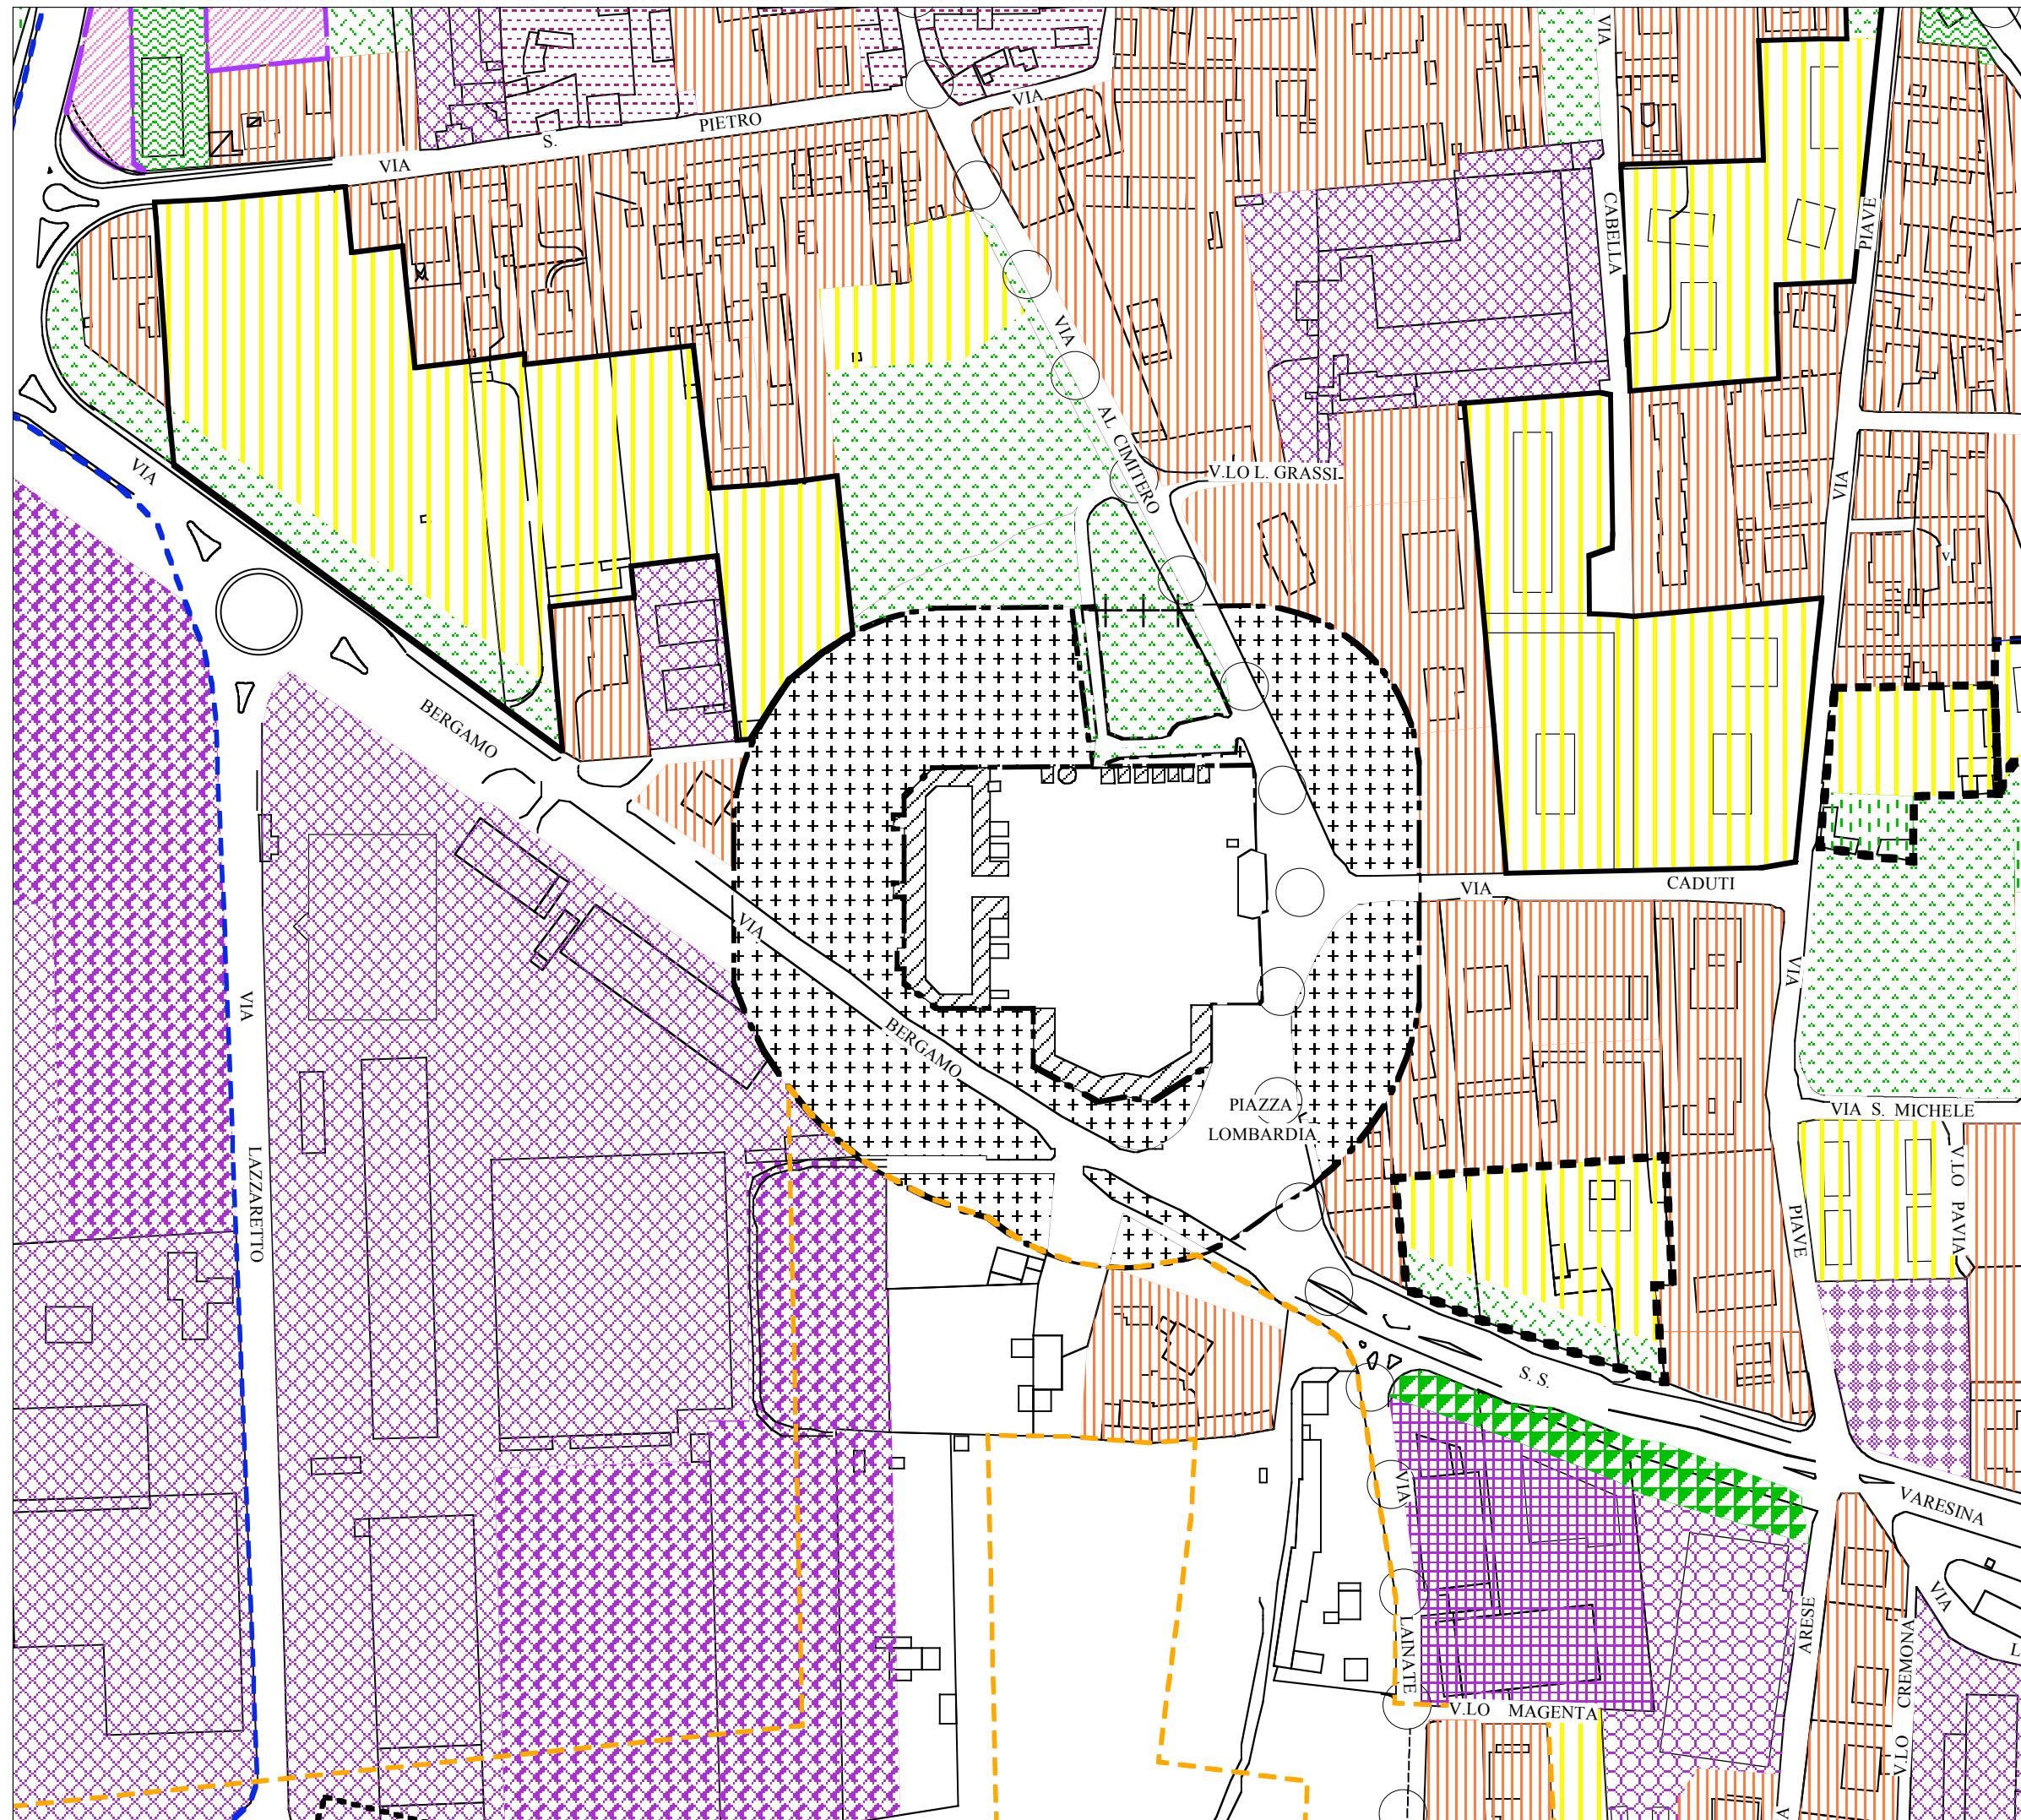 VIA
VIA
PIETRO
S.
VIA
CABELLA
PIAVE
VIA
AL CIMITERO
V.LO L. GRASSI
VIA
VIA
V.
BERGAMO
VIA
CADUTI
VIA
VIA
VIA
BERGAMO
PIAZZA
LOMBARDIA
VIA S. MICHELE
LAZZARETTO
PIAVE
V.LO PAVIA
S. S.
VARESINA
VIA
VIA
LAINATE
ARESE
V.LO CREMONA
L
V.LO MAGENTA
A